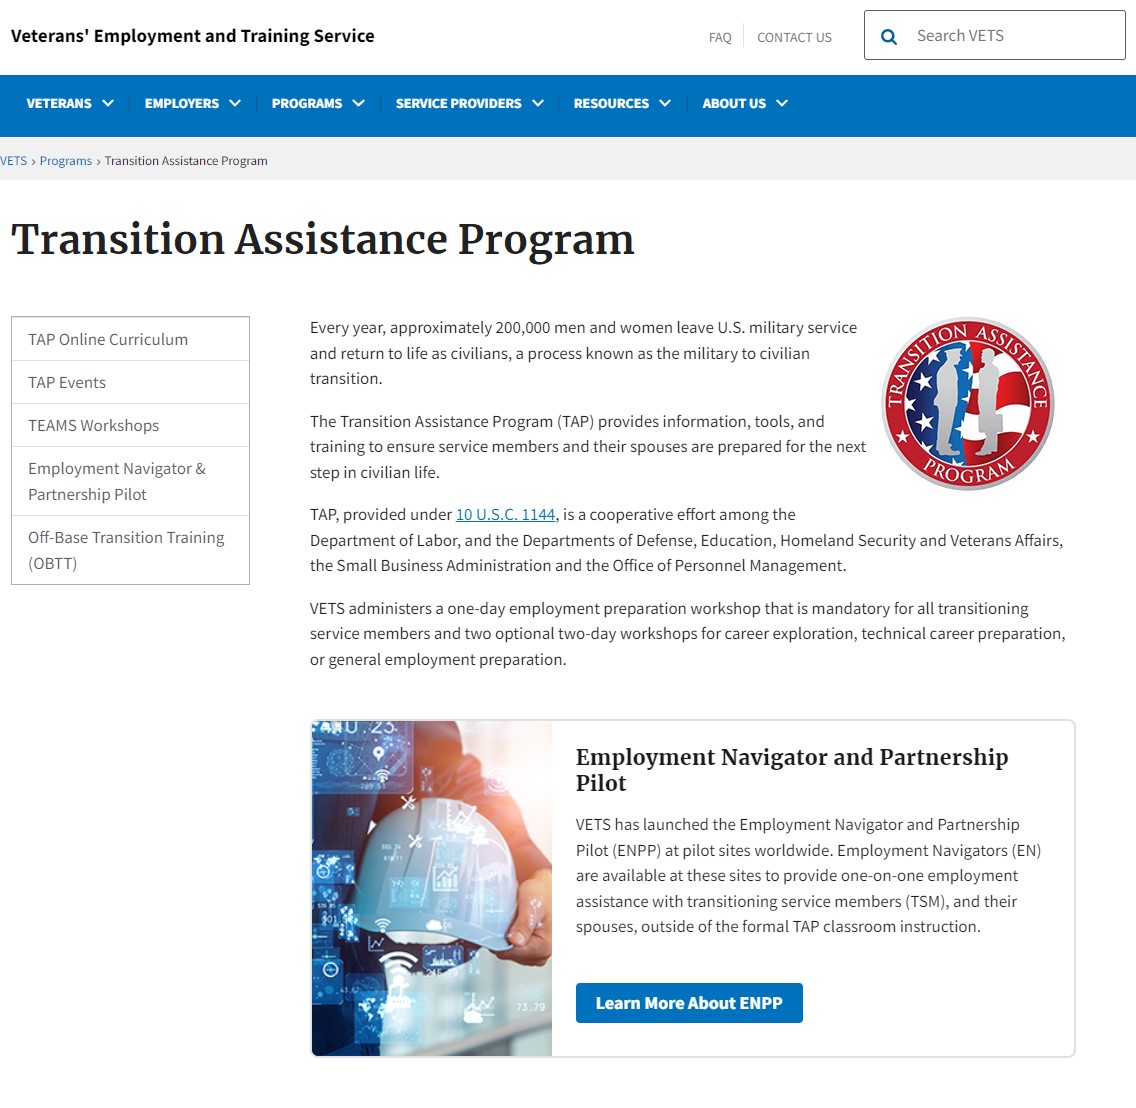 Veterans' Employment and Training Service
FAQ
CONTACT US
Search VETS
VETERANS
EMPLOYERS
PROGRAMS
SERVICE PROVIDERS
RESOURCES
ABOUT US
VETS › Programs › Transition Assistance Program
Transition Assistance Program
TAP Online Curriculum
TAP Events
TEAMS Workshops
Employment Navigator &
Partnership Pilot
Off-Base Transition Training
(OBTT)
Every year, approximately 200,000 men and women leave U.S. military service
and return to life as civilians, a process known as the military to civilian
transition.
The Transition Assistance Program (TAP) provides information, tools, and
training to ensure service members and their spouses are prepared for the next
step in civilian life.
TRANSITION ASSISTANCE
PROGRAM
TAP, provided under 10 U.S.C. 1144, is a cooperative effort among the
Department of Labor, and the Departments of Defense, Education, Homeland Security and Veterans Affairs,
the Small Business Administration and the Office of Personnel Management.
VETS administers a one-day employment preparation workshop that is mandatory for all transitioning
service members and two optional two-day workshops for career exploration, technical career preparation,
or general employment preparation.
Employment Navigator and Partnership
Pilot
VETS has launched the Employment Navigator and Partnership
Pilot (ENPP) at pilot sites worldwide. Employment Navigators (EN)
are available at these sites to provide one-on-one employment
assistance with transitioning service members (TSM), and their
spouses, outside of the formal TAP classroom instruction.
Learn More About ENPP
73.79